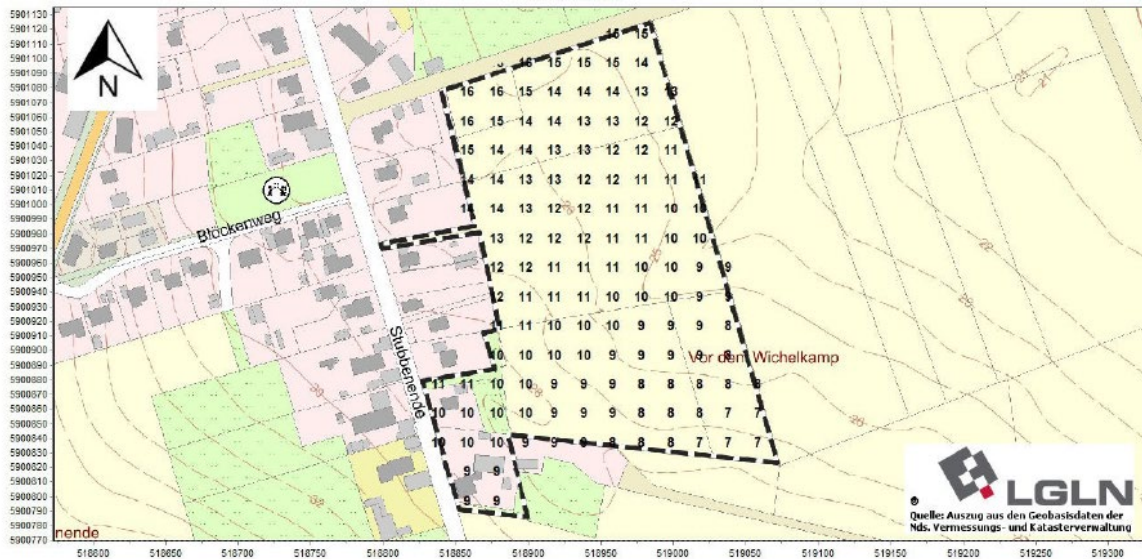 5901130
5901120
5901110
5901100
5901090
5901080
5901070
5901060
5901050
5901040
5901030
5901020
5901010
5901000
5900990
5900980
5900970
5900960
5900950
5900940
5900930
5900920
5900910
5900900
5900890
5900880
5900870
5900860
5900850
5900840
5900830
5900820
5900810
5900800
5900790
5900780
5900770
N
15 15
16 15 15 15 14
16 16 15 14 14 14 13 13
16 15 14 14 13 13 12 12
15 14 14 13 13 12 12 11
14 14 13 13 12 12 11 11
14 14 13 12 12 11 11 10 10
13 12 12 12 11 11 10 10
12 12 11 11 11 10 10 9 9
12 11 11 11 10 10 10 9 9
11 11 10 10 10 9 9 9 8
10 10 10 10 9 9 9 9 8
11 11 10 10 9 9 9 8 8 8 8 8
10 10 10 10 9 9 9 8 8 8 7 7
10 10 10 9 9 9 8 8 8 7 7 7
9 9
9 9
Blockenweg
Stubbenende
Vor dem Wichelkamp
nende
LGLN
©
Quelle: Auszug aus den Geobasisdaten der
Nds. Vermessungs- und Katasterverwaltung
518800 518650 518700 518750 518800 518850 518900 518950 519000 519050 519100 519150 519200 519250 519300